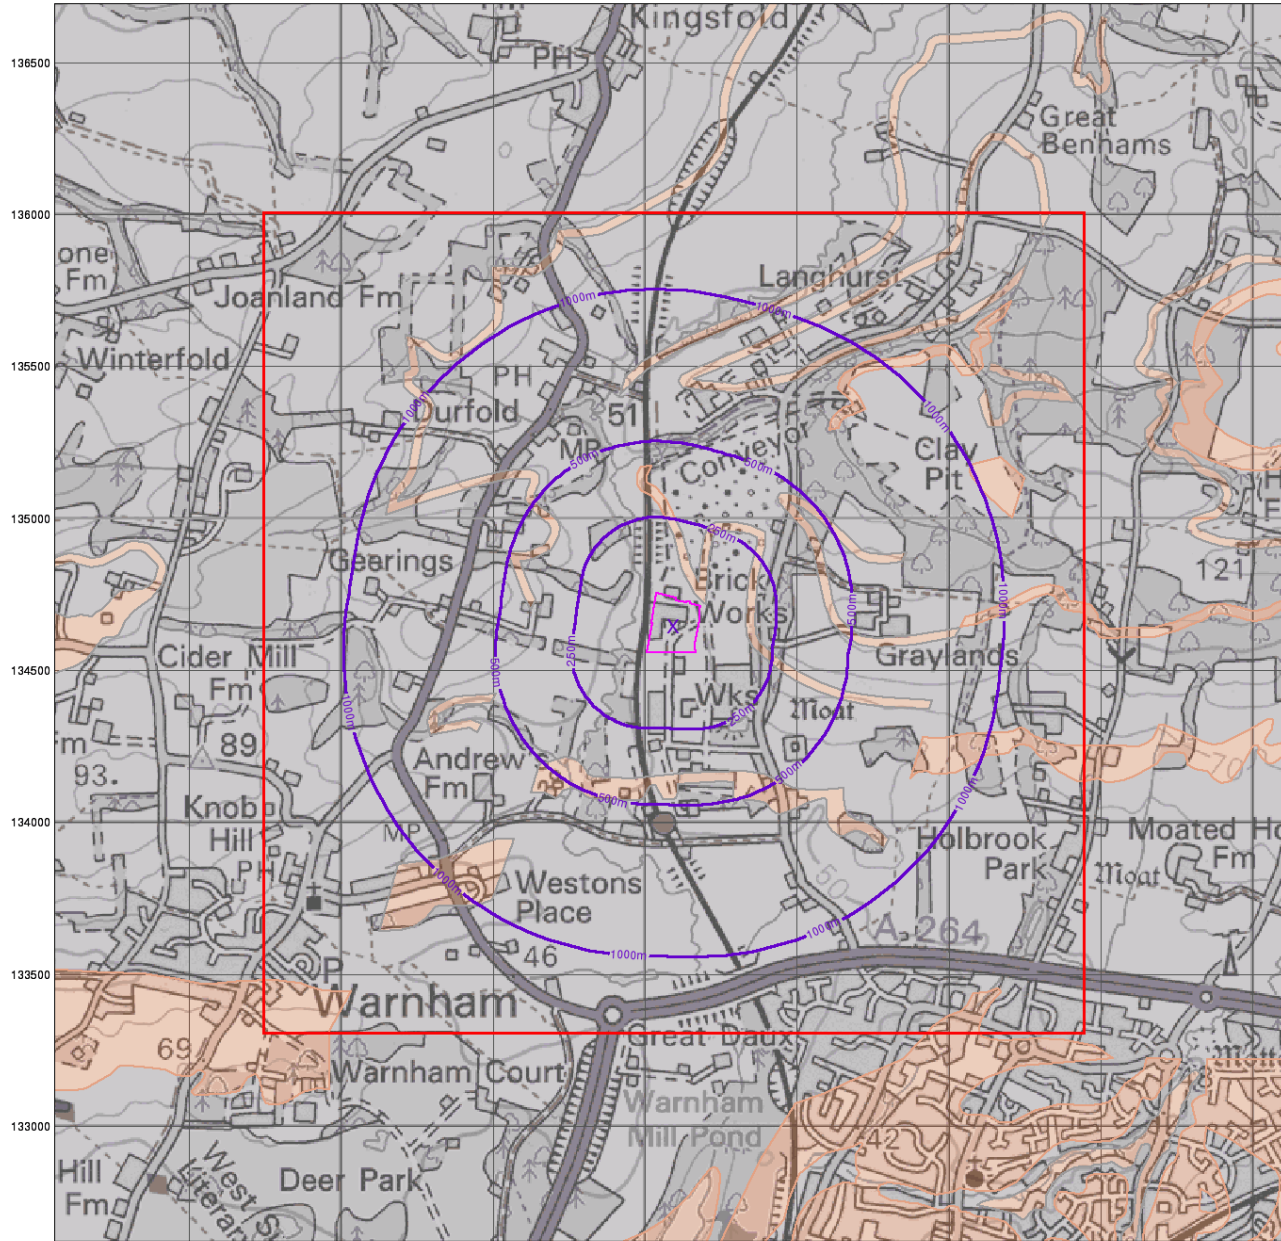 Kingsfold
PH
136500
Great
Benhams
136000
one
Fm
Langhurst
Joanland Fm
1000m
1000m
Winterfold
PH
135500
1000m
Durfold
51
1000m
MP
Conveyor
Clay
Pit
500m
500m
135000
250m
Geerings
Brick
Works
121
1000m
500m
X
250m
Cider Mill
Fm
500m
Graylands
134500
1000m
Wks
250m
Moat
89
m
93
Andrew
Fm
500m
500m
1000m
Knob
Hill
134000
MP
Holbrook
Park
Moated Ho
Fm
PH
Moat
50
1000m
Westons
Place
A 264
1000m
1000m
46
133500
P
Warnham
69
Great Daux
Warnham Court
Warnham
Mill Pond
133000
42
Hill
Fm
West S
Literar
Deer Park